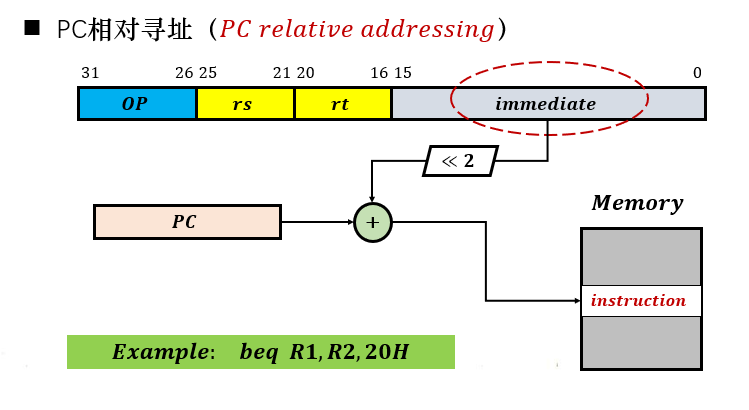 ■ PC相对寻址（PC relative addressing）
31 26 25 21 20 16 15 0
OP rs rt immediate
≪ 2
Memory
PC +
instruction
Example: beq R1, R2, 20H